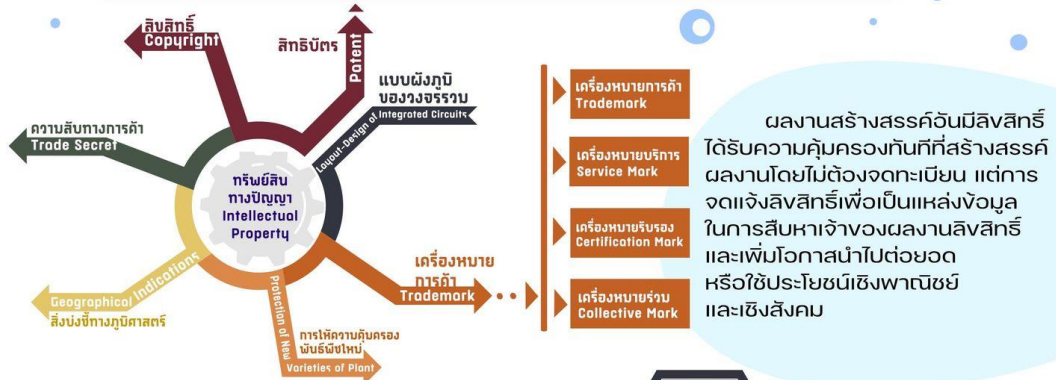 ลิขสิทธิ์
Copyright
สิทธิบัตร
Patent
แบบผังภูมิ
ของวงจรรวม
Layout-Design of Integrated Circuits
ความลับทางการค้า
Trade Secret
ทรัพย์สิน
ทางปัญญา
Intellectual
Property
Geographical Indications
สิ่งบ่งชี้ทางภูมิศาสตร์
การให้ความคุ้มครอง
พันธุ์พืชใหม่
Protection of New
Varieties of Plant
เครื่องหมาย
การค้า
Trademark
เครื่องหมายการค้า
Trademark
เครื่องหมายบริการ
Service Mark
เครื่องหมายรับรอง
Certification Mark
เครื่องหมายร่วม
Collective Mark
ผลงานสร้างสรรค์อันมีลิขสิทธิ์
ได้รับความคุ้มครองทันทีที่สร้างสรรค์
ผลงานโดยไม่ต้องจดทะเบียน แต่การ
จดแจ้งลิขสิทธิ์เพื่อเป็นแหล่งข้อมูล
ในการสืบหาเจ้าของผลงานลิขสิทธิ์
และเพิ่มโอกาสนำไปต่อยอด
หรือใช้ประโยชน์เชิงพาณิชย์
และเชิงสังคม